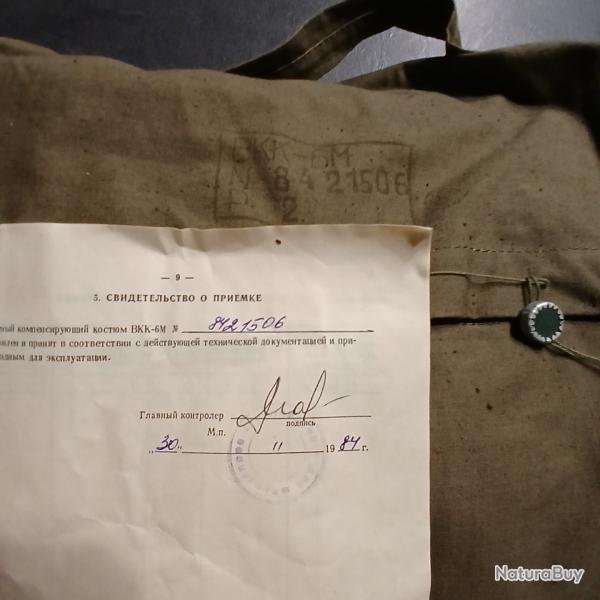 ВКК-6М
№ 8421506
Р 2
— 9 —
5. СВИДЕТЕЛЬСТВО О ПРИЕМКЕ
компенсирующий костюм ВКК-6М № 8421506
и принят в соответствии с действующей технической документацией и при-
для эксплуатации.
Главный контролер
подпись
М.п.
„30" 11 1984 г.
NaturaBuy